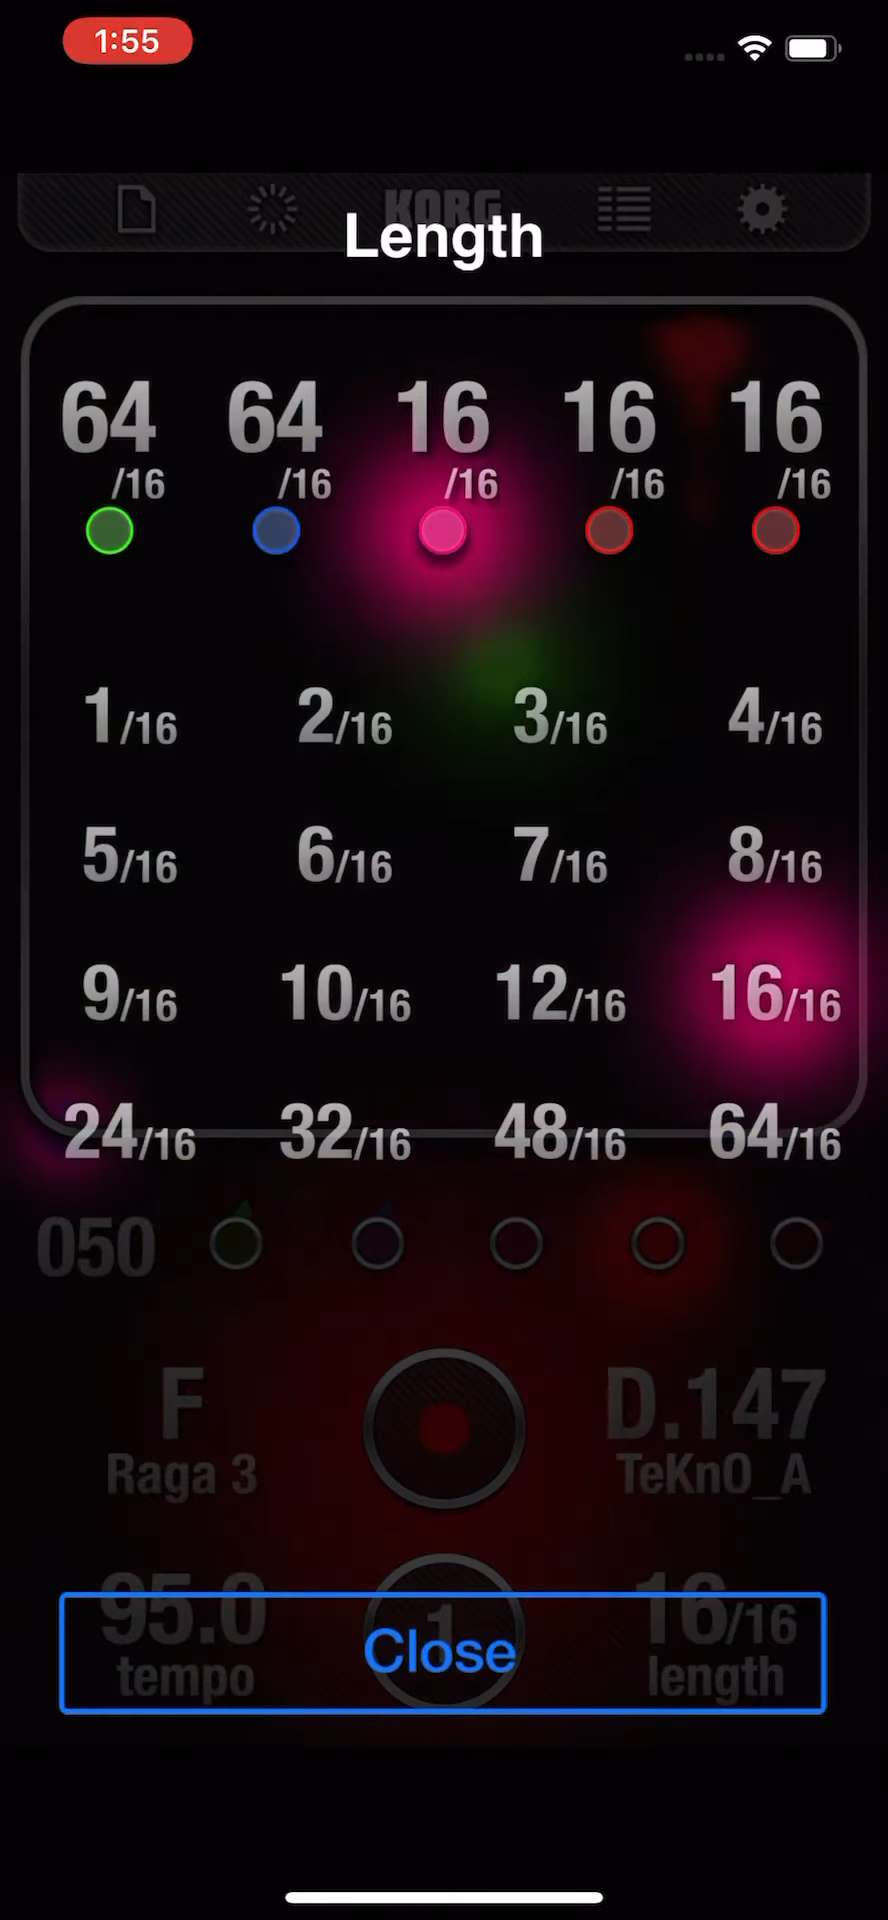 1:55
KORG
Length
64/16 64/16 16/16 16/16 16/16
1/16 2/16 3/16 4/16
5/16 6/16 7/16 8/16
9/16 10/16 12/16 16/16
24/16 32/16 48/16 64/16
050
F D.147
Raga 3 TeKnO_A
95.0 1 16/16
Close
tempo length